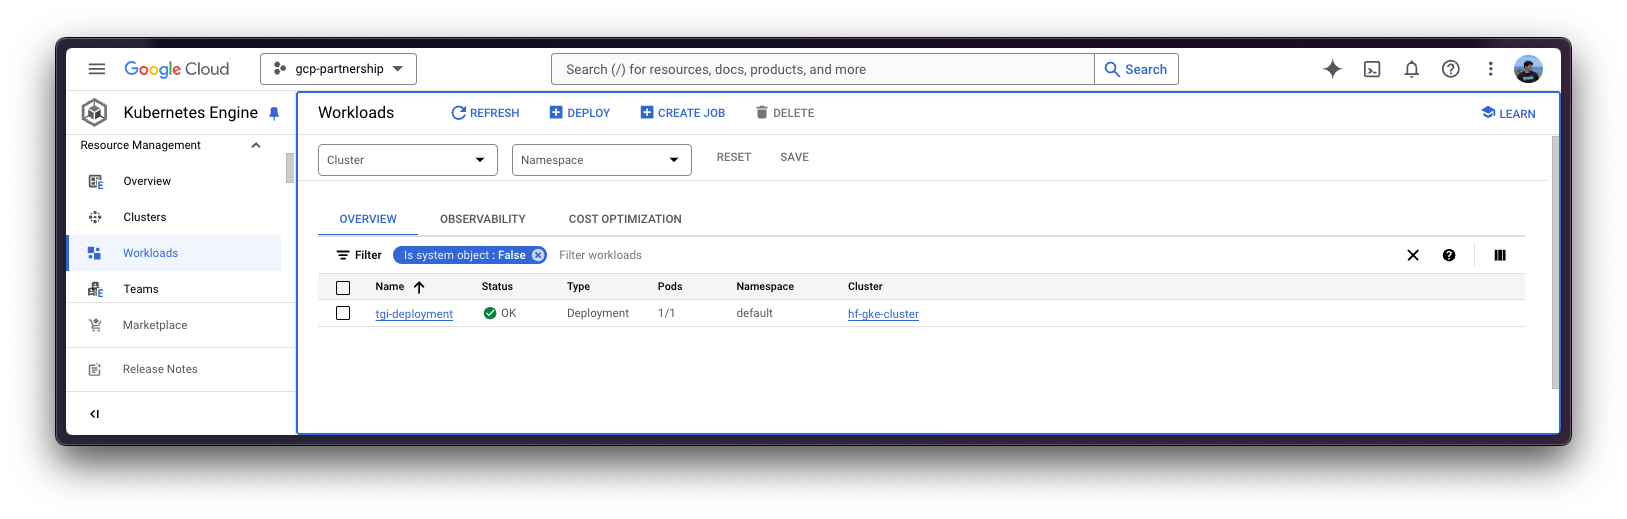 Google Cloud
gcp-partnership
Search (/) for resources, docs, products, and more
Search
Kubernetes Engine
Resource Management
Overview
Clusters
Workloads
Teams
Marketplace
Release Notes
Workloads
REFRESH
DEPLOY
CREATE JOB
DELETE
LEARN
Cluster
Namespace
RESET
SAVE
OVERVIEW
OBSERVABILITY
COST OPTIMIZATION
Filter
Is system object : False
Filter workloads
Name Status Type Pods Namespace Cluster
tgi-deployment OK Deployment 1/1 default hf-gke-cluster